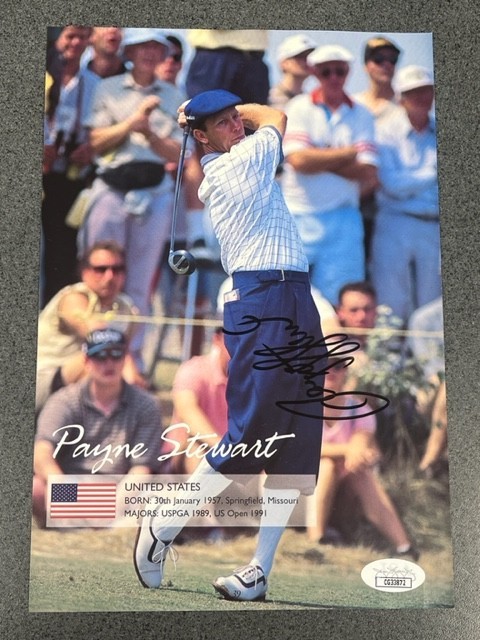 Payne Stewart
UNITED STATES
BORN: 30th January 1957, Springfield, Missouri
MAJORS: USPGA 1989, US Open 1991
CG33872